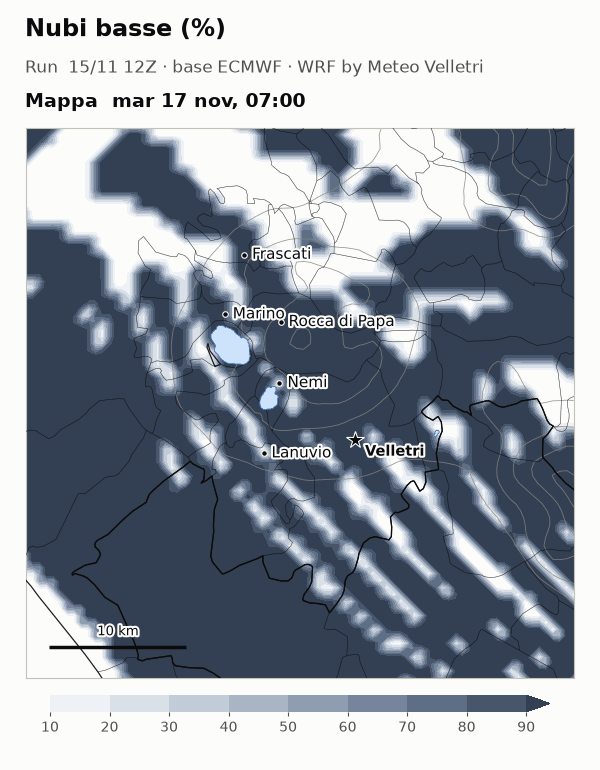 Nubi basse (%)
Run 15/11 12Z · base ECMWF · WRF by Meteo Velletri
Mappa mar 17 nov, 07:00
Frascati
Marino
Rocca di Papa
Nemi
Velletri
Lanuvio
10 km
10 20 30 40 50 60 70 80 90